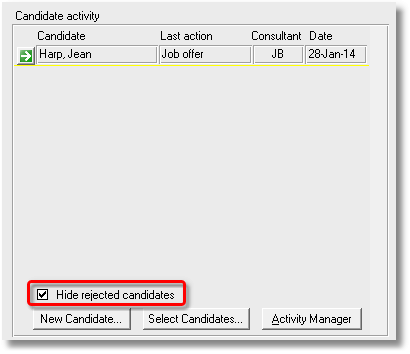 Candidate activity
Candidate Last action Consultant Date
Harp, Jean Job offer JB 28-Jan-14
Hide rejected candidates
New Candidate... Select Candidates... Activity Manager